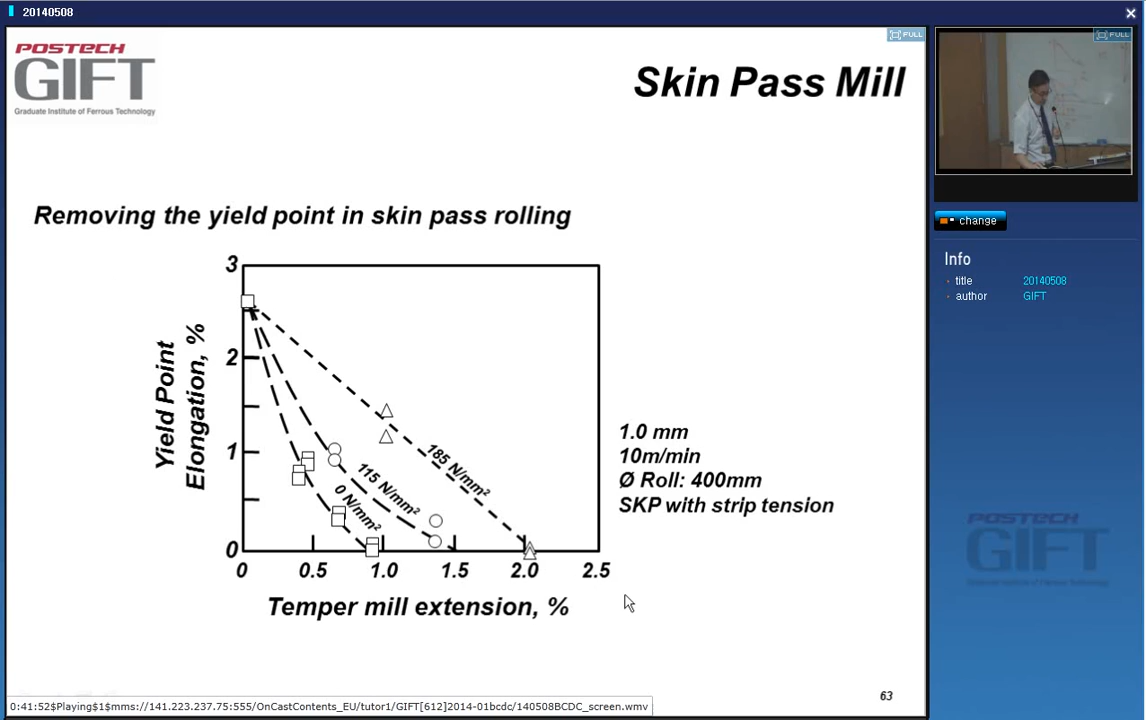 20140508
POSTECH
GIFT
Graduate Institute of Ferrous Technology
FULL
Skin Pass Mill
Removing the yield point in skin pass rolling
3
2
1
0
Yield Point
Elongation, %
185 N/mm²
115 N/mm²
0 N/mm²
0 0.5 1.0 1.5 2.0 2.5
Temper mill extension, %
1.0 mm
10m/min
Ø Roll: 400mm
SKP with strip tension
63
0:41:52$Playing$1$mms://141.223.237.75:555/OnCastContents_EU/tutor1/GIFT[612]2014-01bcdc/140508BCDC_screen.wmv
FULL
change
Info
title 20140508
author GIFT
POSTECH
GIFT